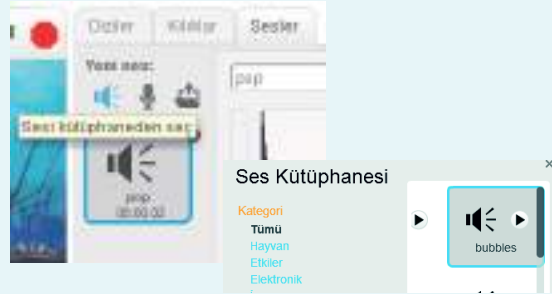 Diziler Kılıklar Sesler
Yeni ses:
pop
Sesi kütüphaneden seç
pop
00:00.02
Ses Kütüphanesi
Kategori
Tümü
Hayvan
Etkiler
Elektronik
bubbles